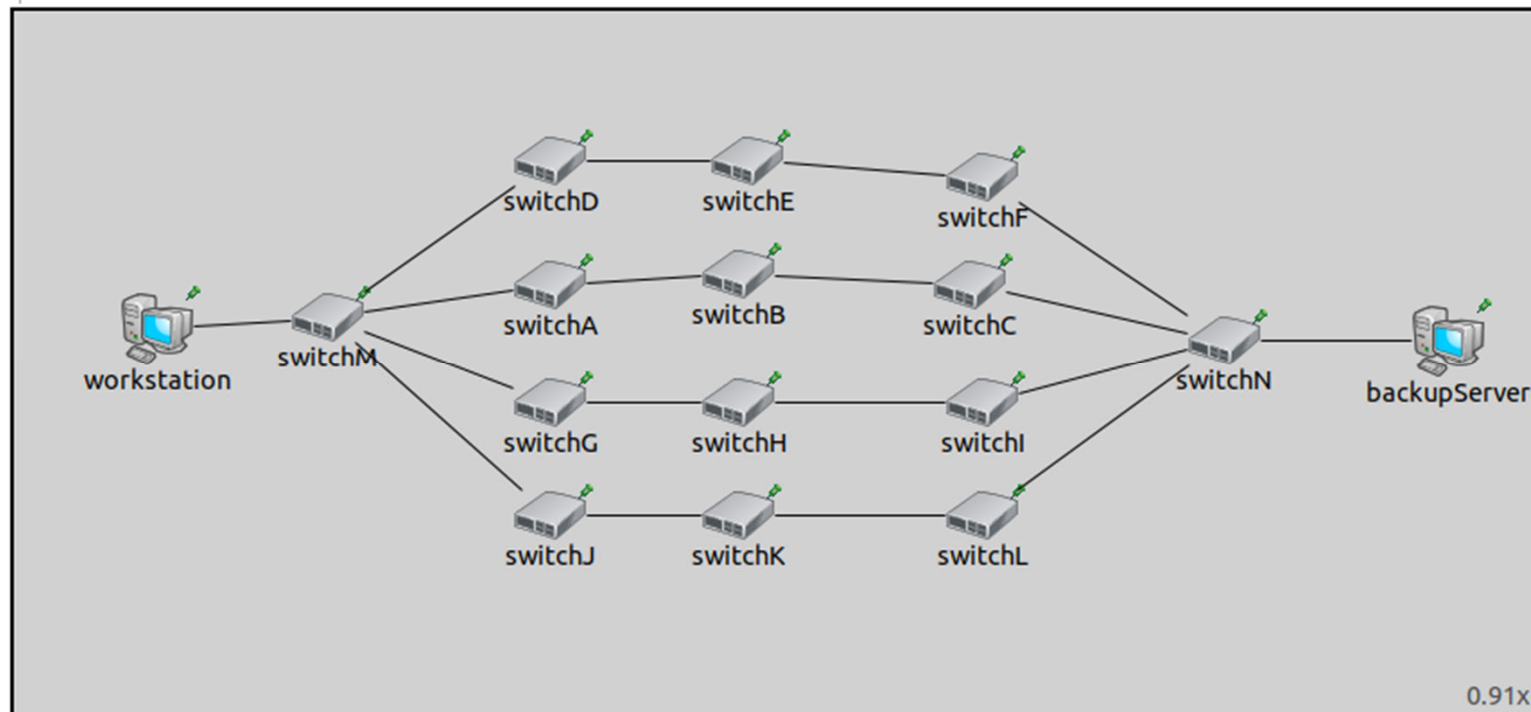 switchD
switchE
switchF
switchA
switchB
switchC
workstation
switchM
switchN
backupServer
switchG
switchH
switchI
switchJ
switchK
switchL
0.91x